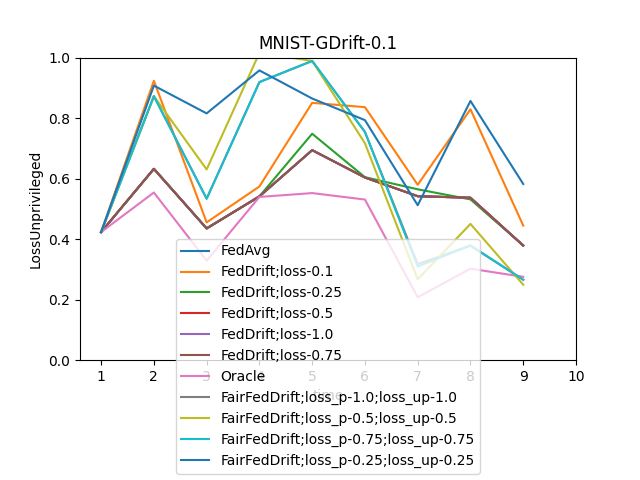 MNIST-GDrift-0.1
LossUnprivileged
1.0
0.8
0.6
0.4
0.2
0.0
1 2 3 4 5 6 7 8 9 10
time
FedAvg
FedDrift;loss-0.1
FedDrift;loss-0.25
FedDrift;loss-0.5
FedDrift;loss-1.0
FedDrift;loss-0.75
Oracle
FairFedDrift;loss_p-1.0;loss_up-1.0
FairFedDrift;loss_p-0.5;loss_up-0.5
FairFedDrift;loss_p-0.75;loss_up-0.75
FairFedDrift;loss_p-0.25;loss_up-0.25